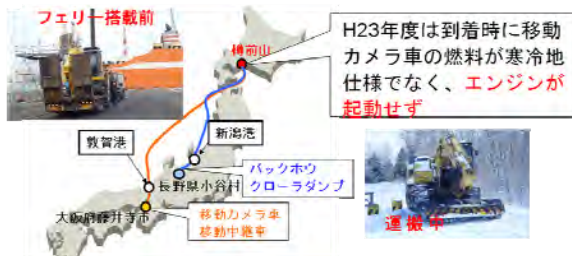 フェリー搭載前
樽前山
H23年度は到着時に移動
カメラ車の燃料が寒冷地
仕様でなく、エンジンが
起動せず
新潟港
敦賀港
バックホウ
クローラダンプ
長野県小谷村
大阪府藤井寺市
移動カメラ車
移動中継車
運搬中